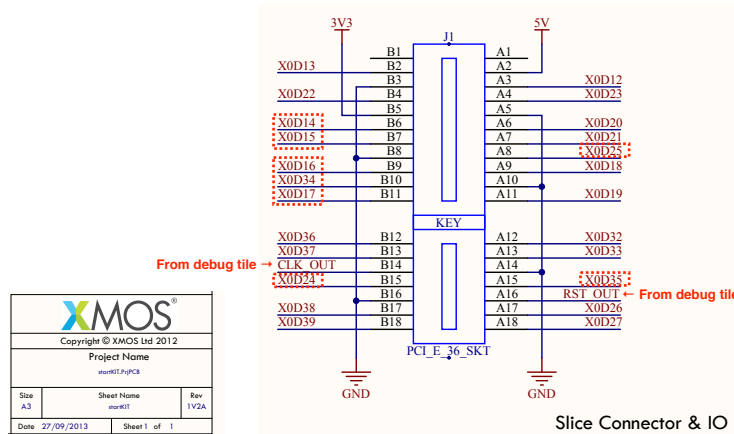 3V3
5V
J1
B1 A1
X0D13 B2 A2
B3 A3 X0D12
X0D22 B4 A4 X0D23
B5 A5
X0D14 B6 A6 X0D20
X0D15 B7 A7 X0D21
B8 A8 X0D25
X0D16 B9 A9 X0D18
X0D34 B10 A10
X0D17 B11 A11 X0D19
KEY
X0D36 B12 A12 X0D32
X0D37 B13 A13 X0D33
From debug tile → CLK_OUT B14 A14
X0D24 B15 A15 X0D35
B16 A16 RST_OUT ← From debug tile
X0D38 B17 A17 X0D26
X0D39 B18 A18 X0D27
PCI_E_36_SKT
GND GND
Slice Connector & IO
XMOS®
Copyright © XMOS Ltd 2012
Project Name
startKIT.PrjPCB
Size Sheet Name Rev
A3 startKIT 1V2A
Date 27/09/2013 Sheet 1 of 1